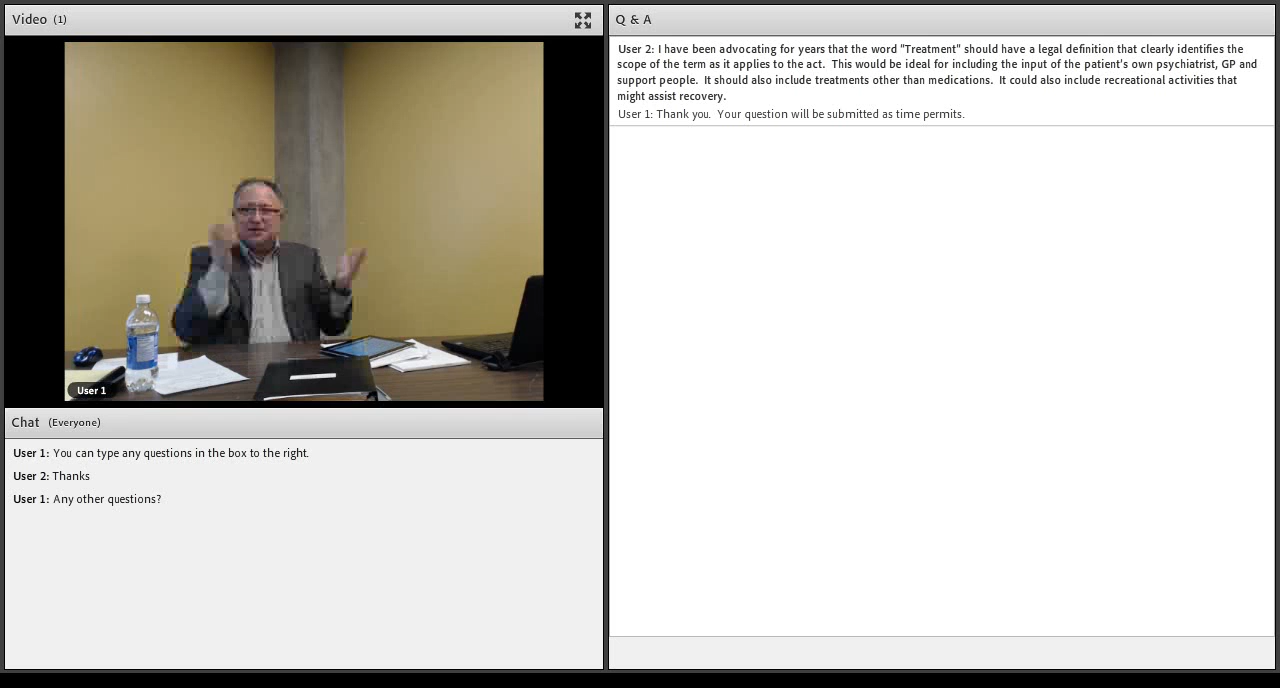 Video (1)
User 1
Chat (Everyone)
User 1: You can type any questions in the box to the right.
User 2: Thanks
User 1: Any other questions?
Q & A
User 2: I have been advocating for years that the word "Treatment" should have a legal definition that clearly identifies the
scope of the term as it applies to the act.  This would be ideal for including the input of the patient's own psychiatrist, GP and
support people.  It should also include treatments other than medications.  It could also include recreational activities that
might assist recovery.
User 1: Thank you.  Your question will be submitted as time permits.